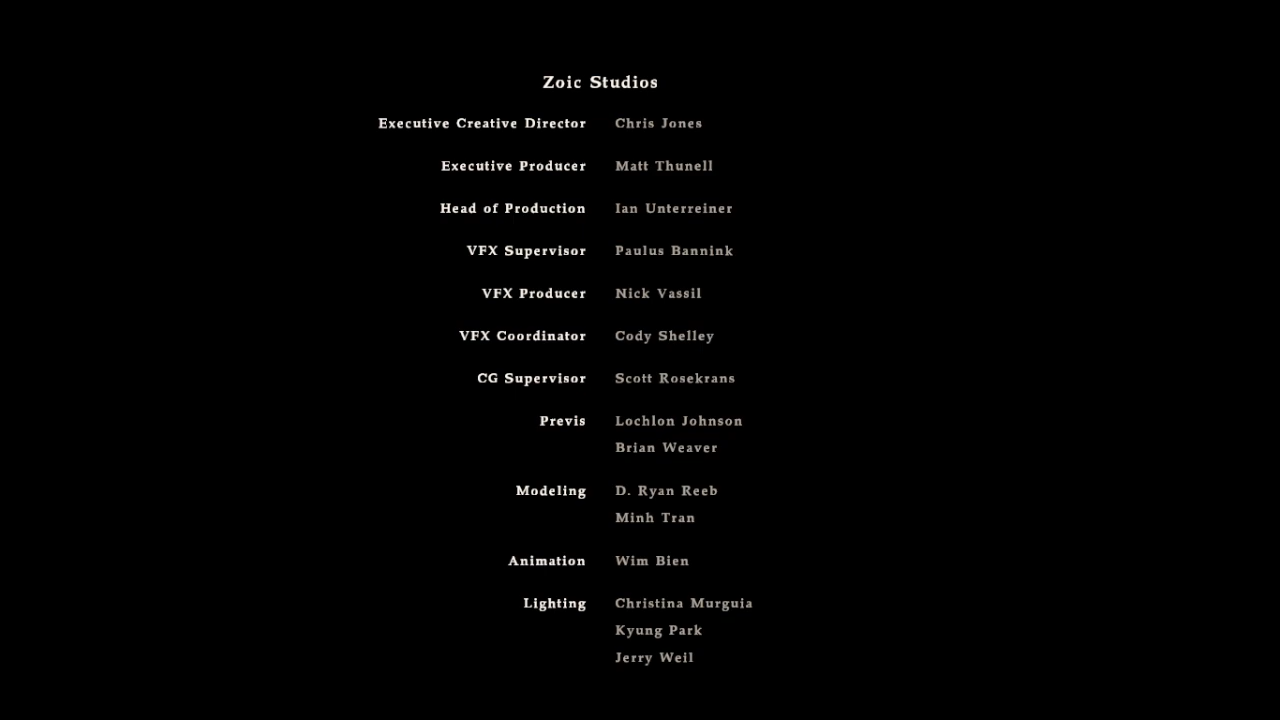 Zoic Studios
Executive Creative Director Chris Jones
Executive Producer Matt Thunell
Head of Production Ian Unterreiner
VFX Supervisor Paulus Bannink
VFX Producer Nick Vassil
VFX Coordinator Cody Shelley
CG Supervisor Scott Rosekrans
Previs Lochlon Johnson
Brian Weaver
Modeling D. Ryan Reeb
Minh Tran
Animation Wim Bien
Lighting Christina Murguia
Kyung Park
Jerry Weil